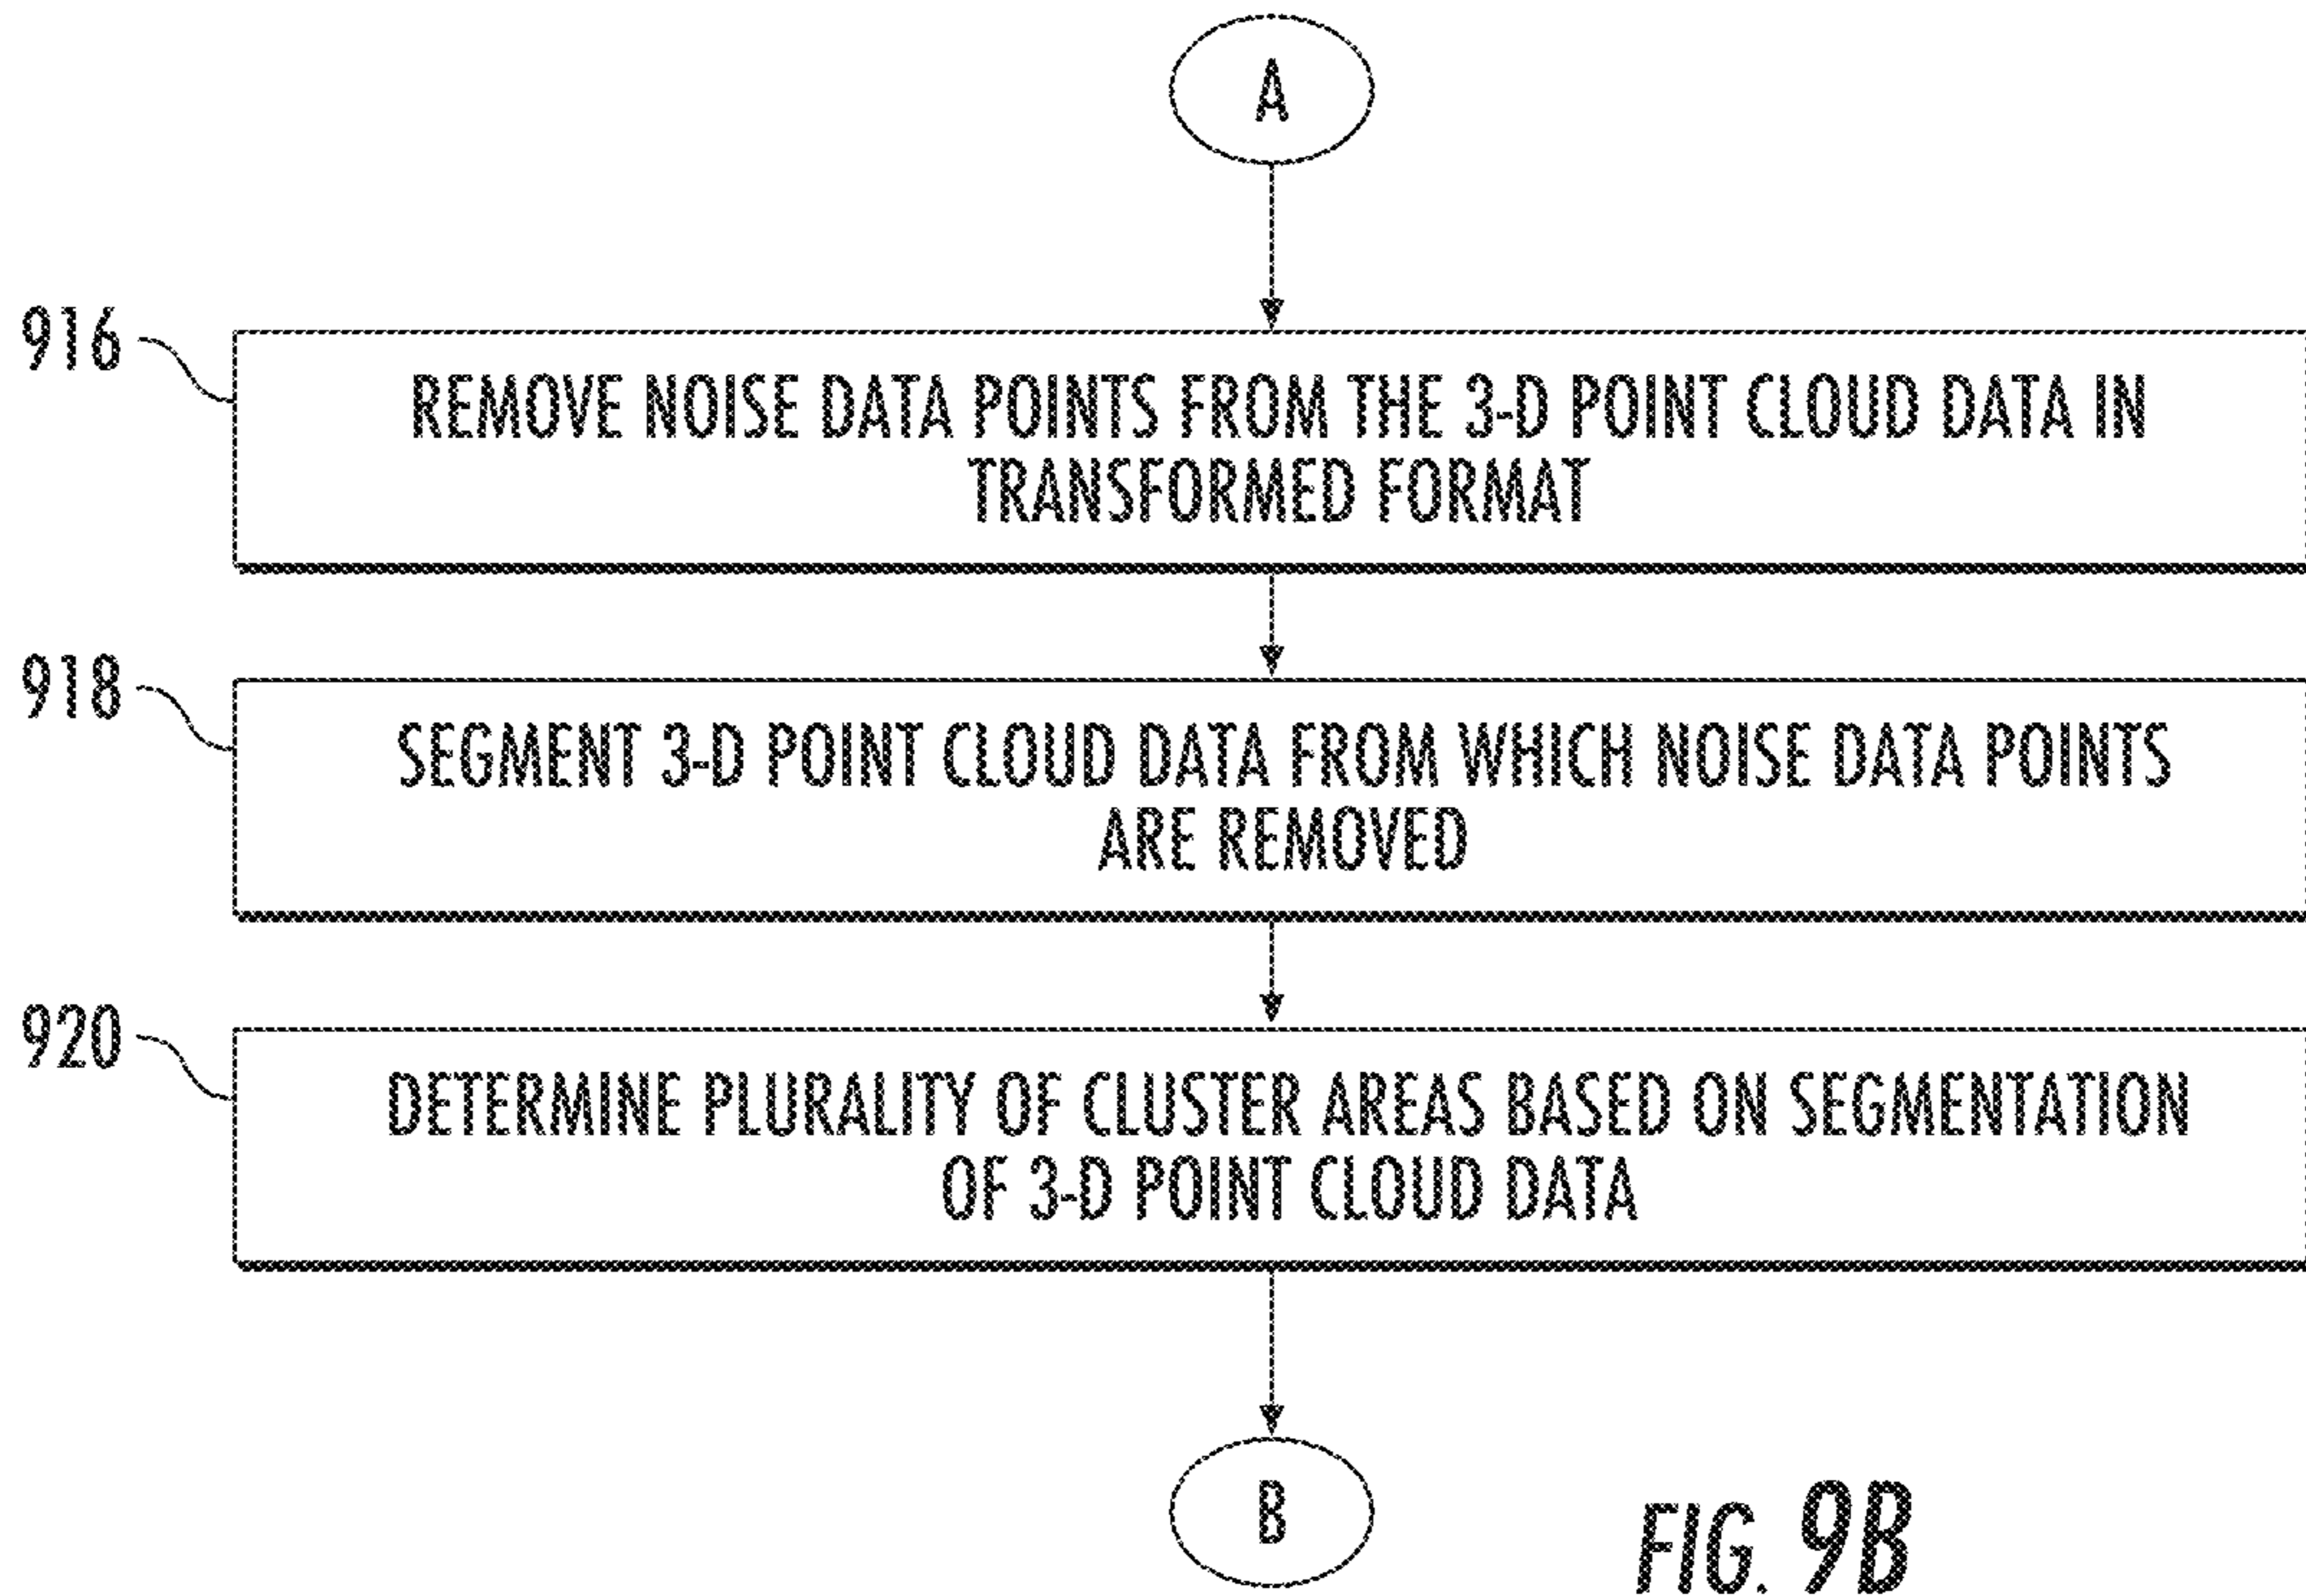 A
916
REMOVE NOISE DATA POINTS FROM THE 3-D POINT CLOUD DATA IN
TRANSFORMED FORMAT
918
SEGMENT 3-D POINT CLOUD DATA FROM WHICH NOISE DATA POINTS
ARE REMOVED
920
DETERMINE PLURALITY OF CLUSTER AREAS BASED ON SEGMENTATION
OF 3-D POINT CLOUD DATA
B
FIG. 9B